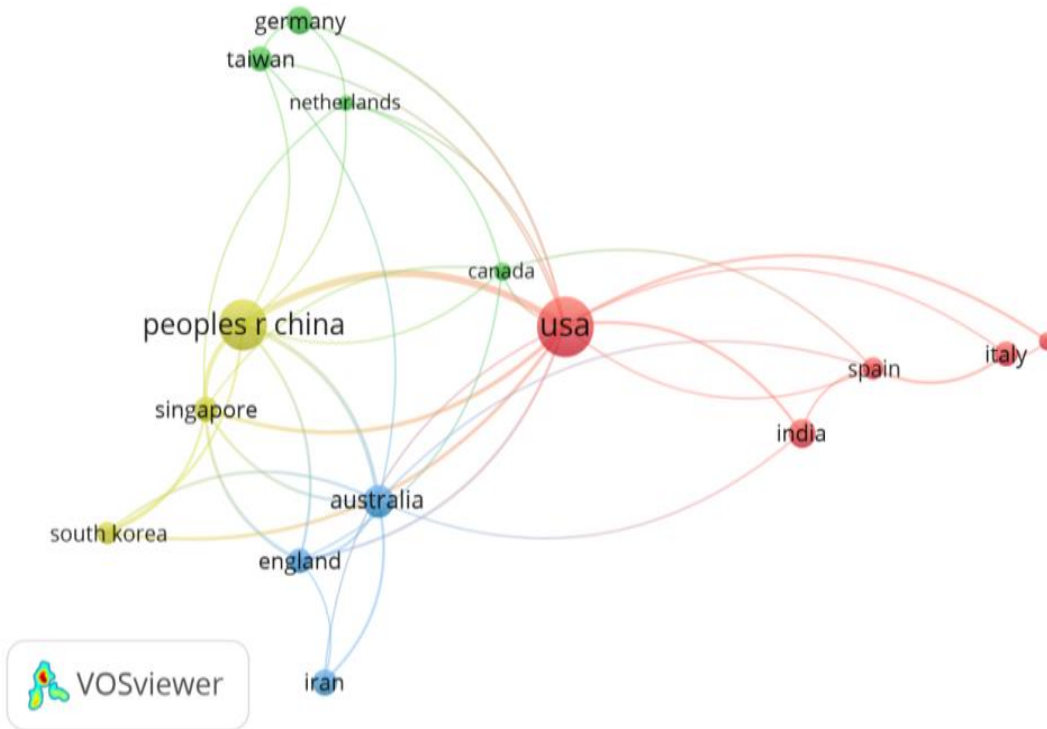 germany
taiwan
netherlands
canada
peoples r china
usa
italy
spain
singapore
india
australia
south korea
england
iran
VOSviewer